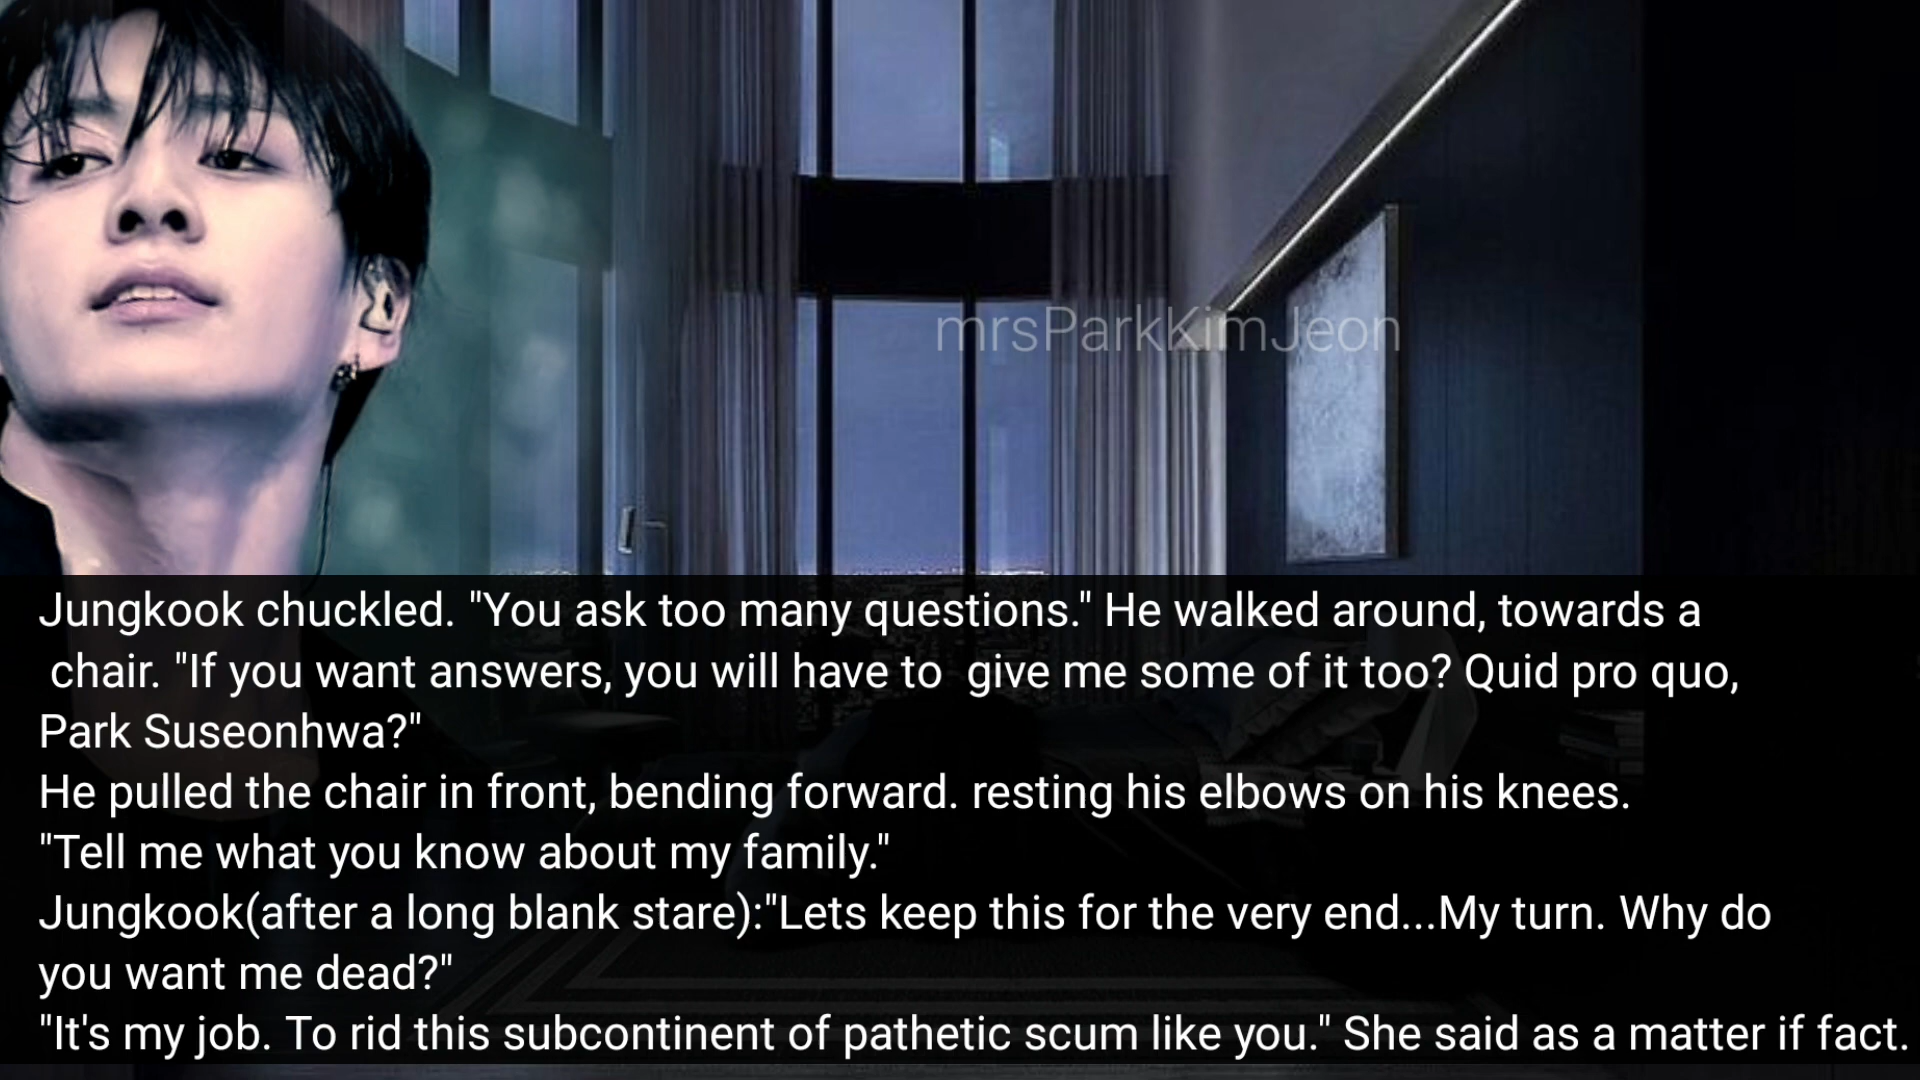 mrsParkKimJeon
Jungkook chuckled. "You ask too many questions." He walked around, towards a
chair. "If you want answers, you will have to  give me some of it too? Quid pro quo,
Park Suseonhwa?"
He pulled the chair in front, bending forward. resting his elbows on his knees.
"Tell me what you know about my family."
Jungkook(after a long blank stare):"Lets keep this for the very end...My turn. Why do
you want me dead?"
"It's my job. To rid this subcontinent of pathetic scum like you." She said as a matter if fact.